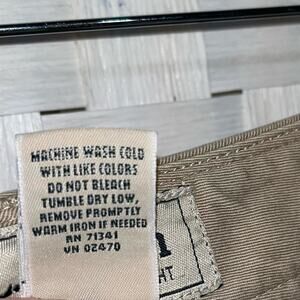 MACHINE WASH COLD
WITH LIKE COLORS
DO NOT BLEACH
TUMBLE DRY LOW,
REMOVE PROMPTLY
WARM IRON IF NEEDED
RN 71341
VN 02470
HT